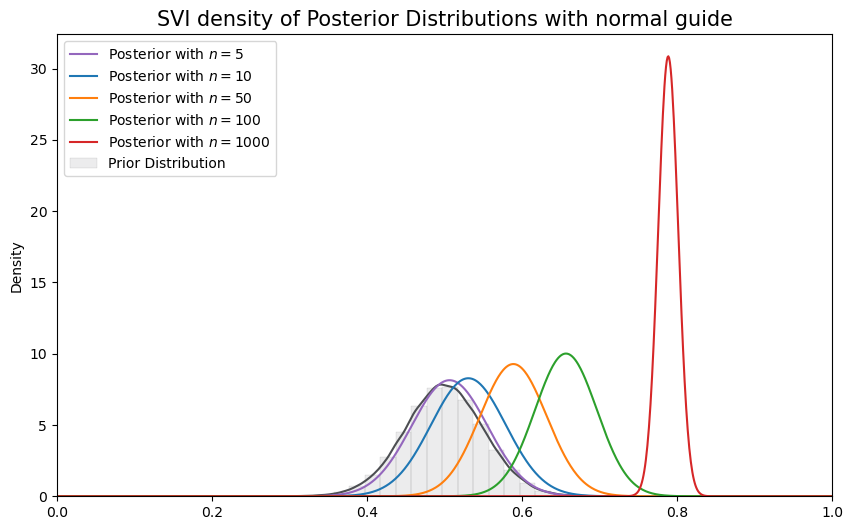 SVI density of Posterior Distributions with normal guide
Posterior with n = 5
Posterior with n = 10
Posterior with n = 50
Posterior with n = 100
Posterior with n = 1000
Prior Distribution
30
25
20
15
10
5
0
Density
0.0 0.2 0.4 0.6 0.8 1.0